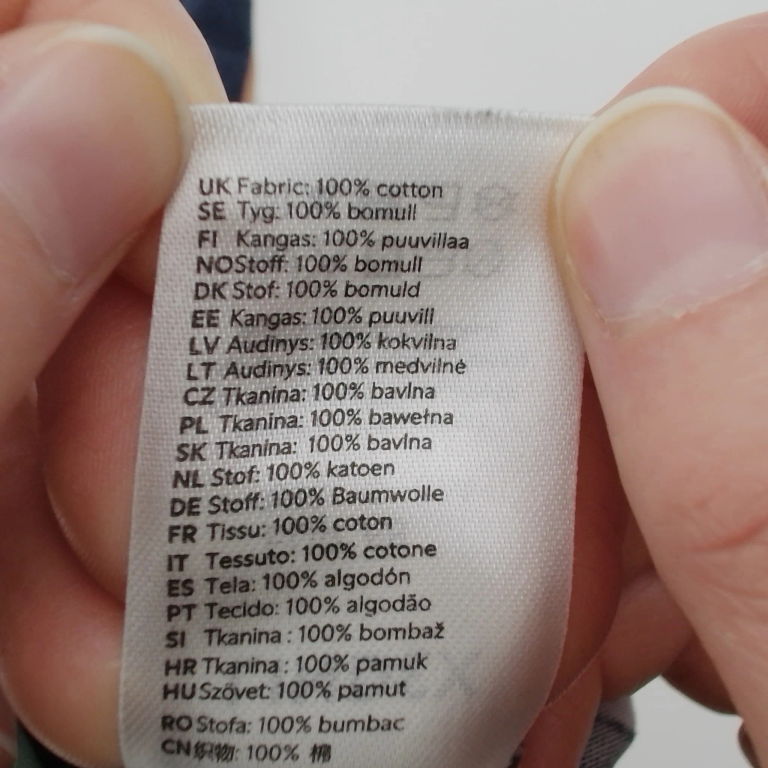 UK Fabric: 100% cotton
SE Tyg: 100% bomull
FI Kangas: 100% puuvillaa
NO Stoff: 100% bomull
DK Stof: 100% bomuld
EE Kangas: 100% puuvill
LV Audinys: 100% kokvilna
LT Audinys: 100% medvilnė
CZ Tkanina: 100% bavlna
PL Tkanina: 100% bawełna
SK Tkanina: 100% bavlna
NL Stof: 100% katoen
DE Stoff: 100% Baumwolle
FR Tissu: 100% coton
IT Tessuto: 100% cotone
ES Tela: 100% algodón
PT Tecido: 100% algodão
SI Tkanina : 100% bombaž
HR Tkanina : 100% pamuk
HU Szövet: 100% pamut
RO Stofa: 100% bumbac
CN 织物: 100% 棉